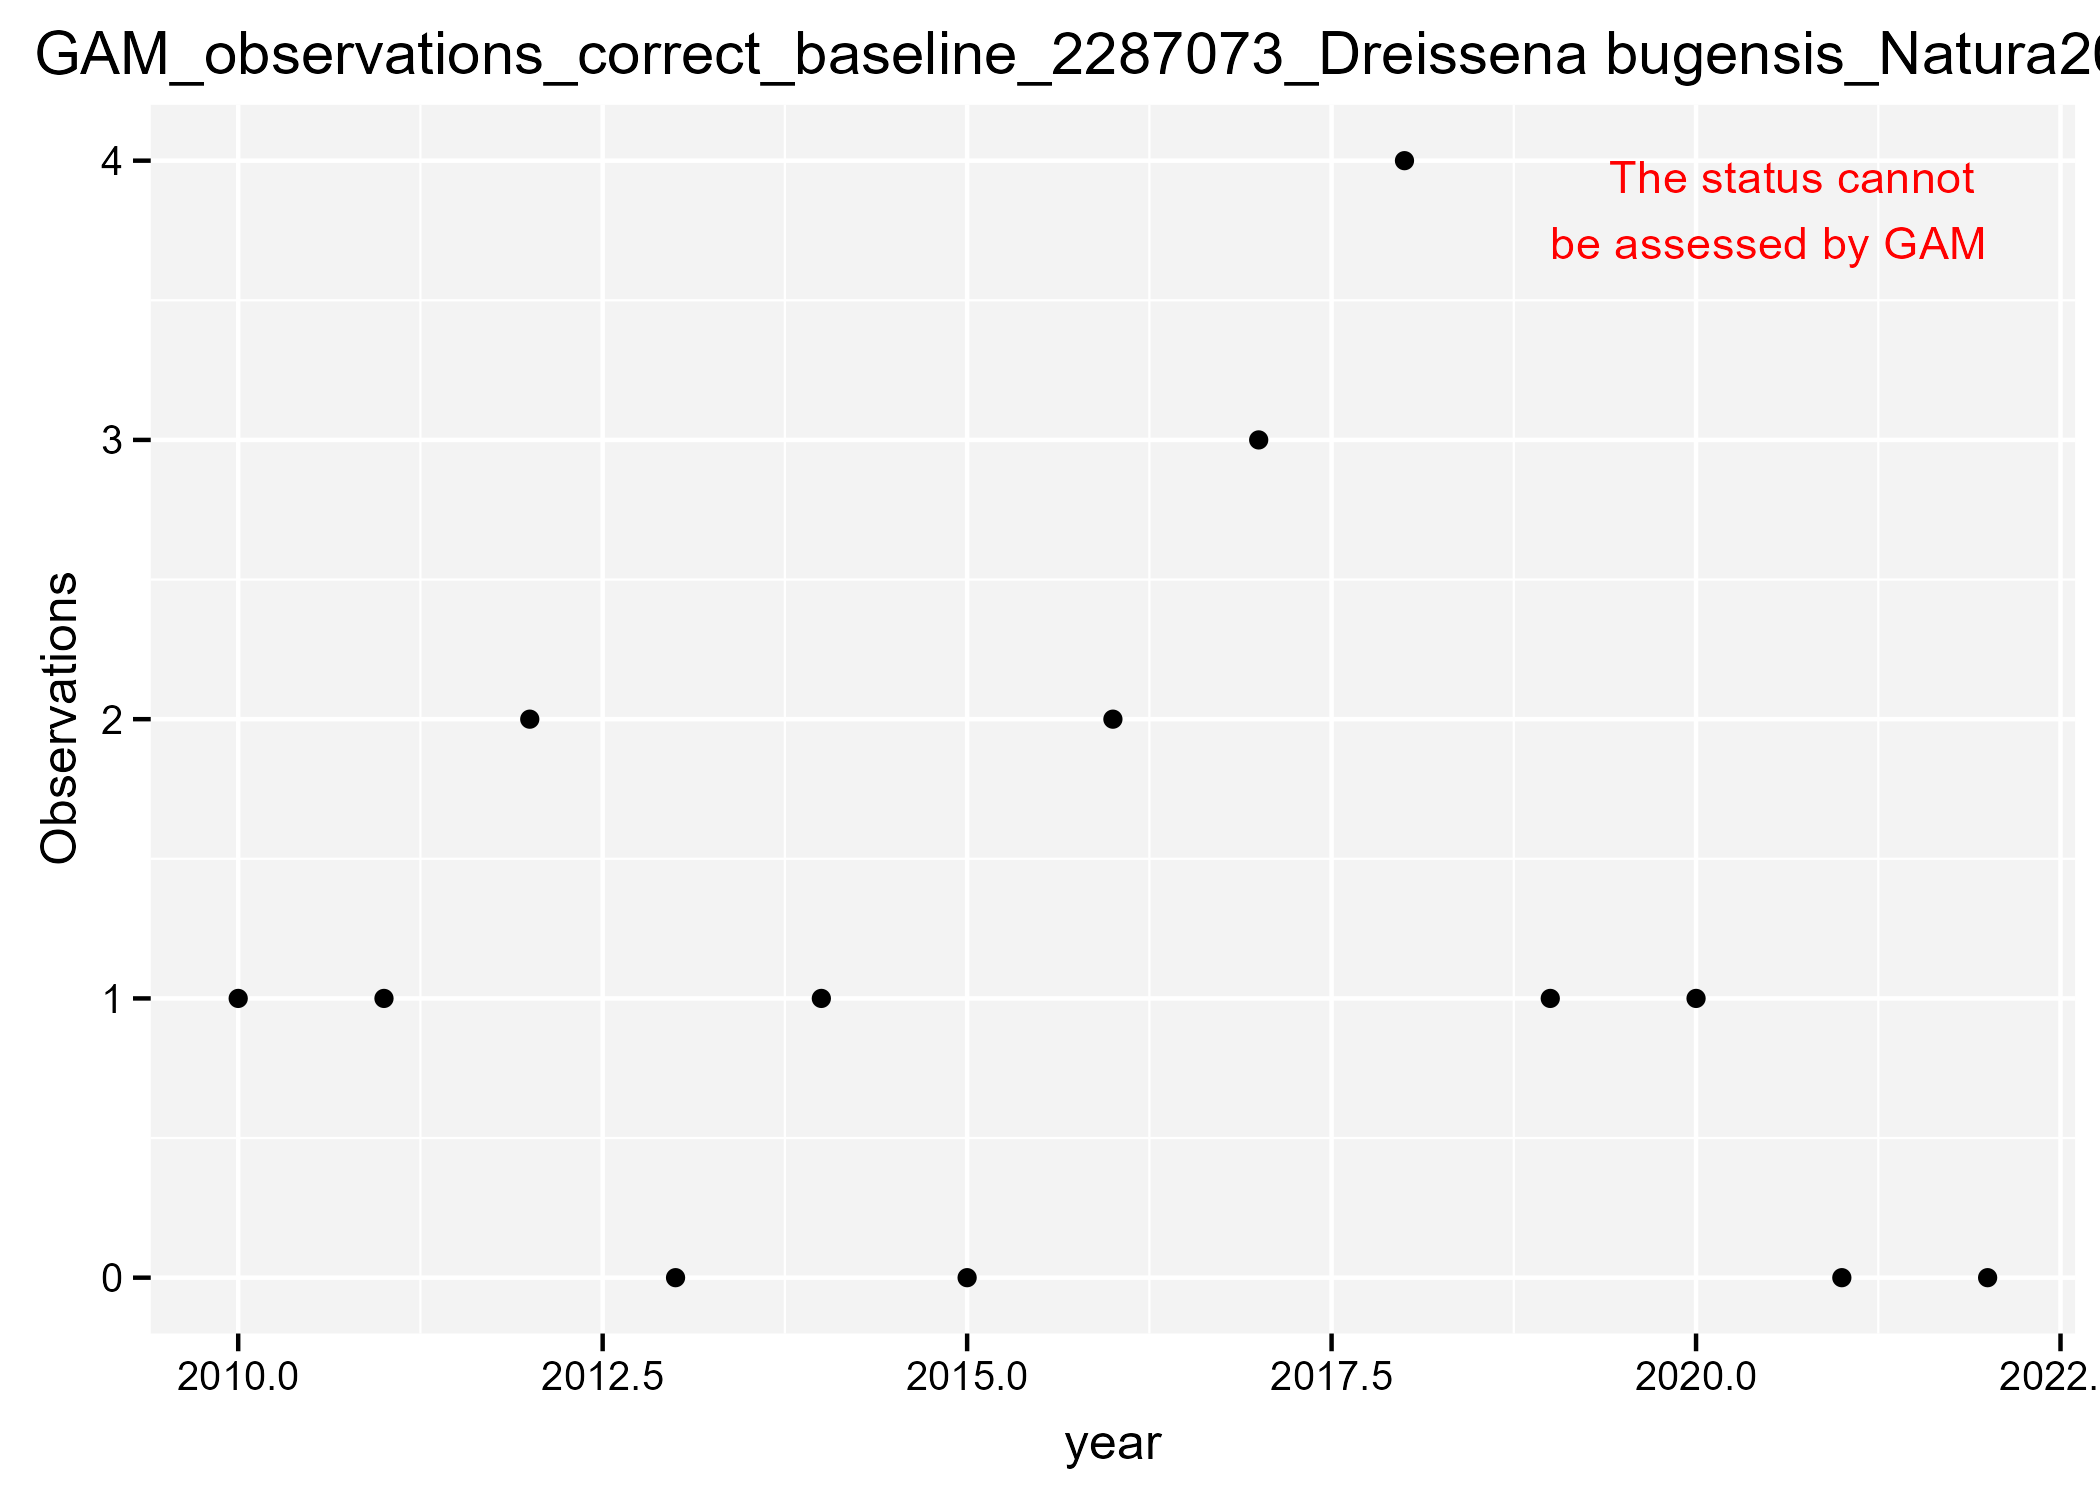 GAM_observations_correct_baseline_2287073_Dreissena bugensis_Natura20
4
The status cannot
be assessed by GAM
3
Observations
2
1
0
2010.0 2012.5 2015.0 2017.5 2020.0 2022.
year